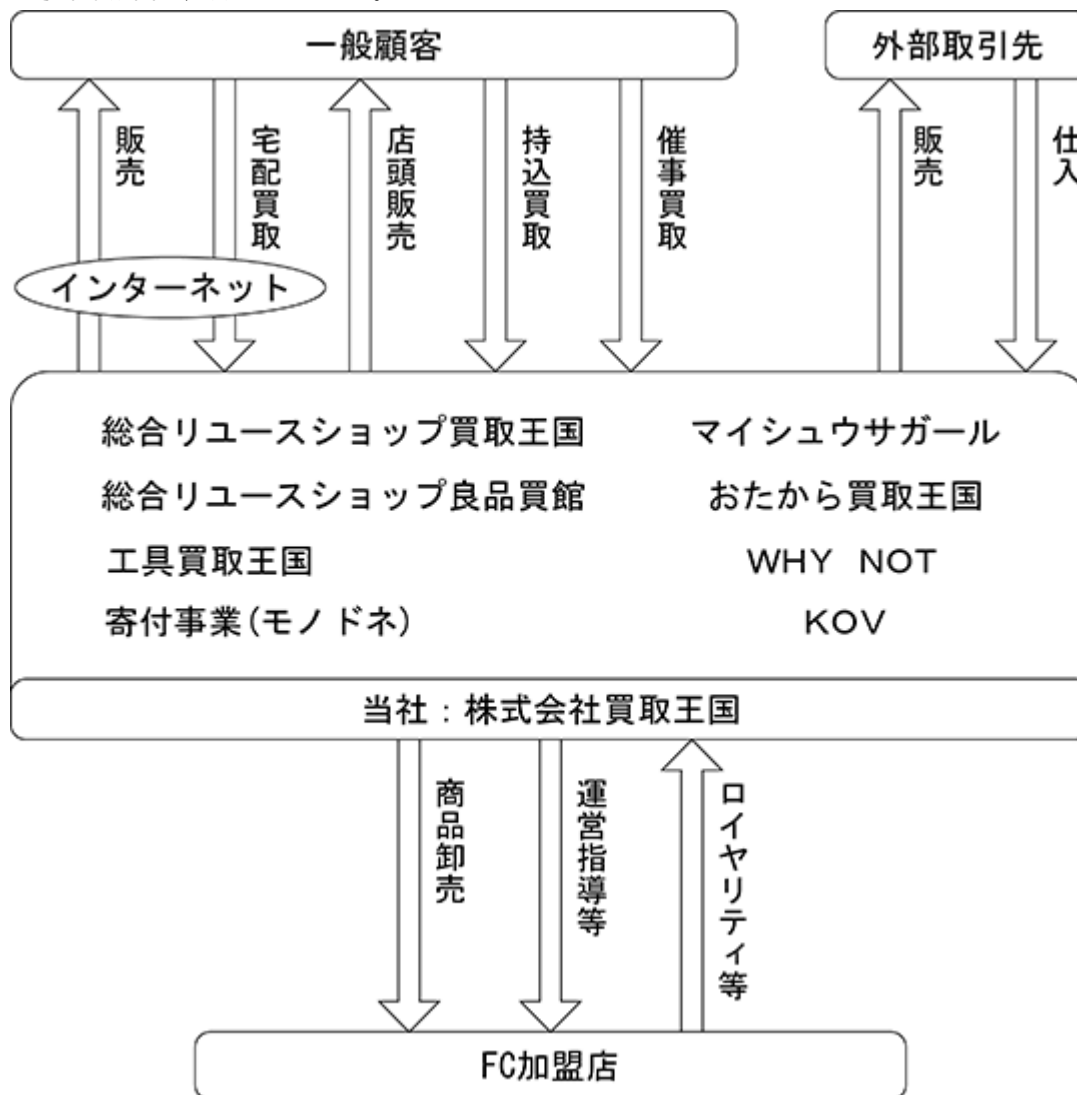 一般顧客
外部取引先
販売
宅配買取
店頭販売
持込買取
催事買取
販売
仕入
インターネット
総合リユースショップ買取王国
マイシュウサガール
総合リユースショップ良品買館
おたから買取王国
工具買取王国
WHY NOT
寄付事業(モノドネ)
KOV
当社:株式会社買取王国
商品卸売
運営指導等
ロイヤリティ等
FC加盟店